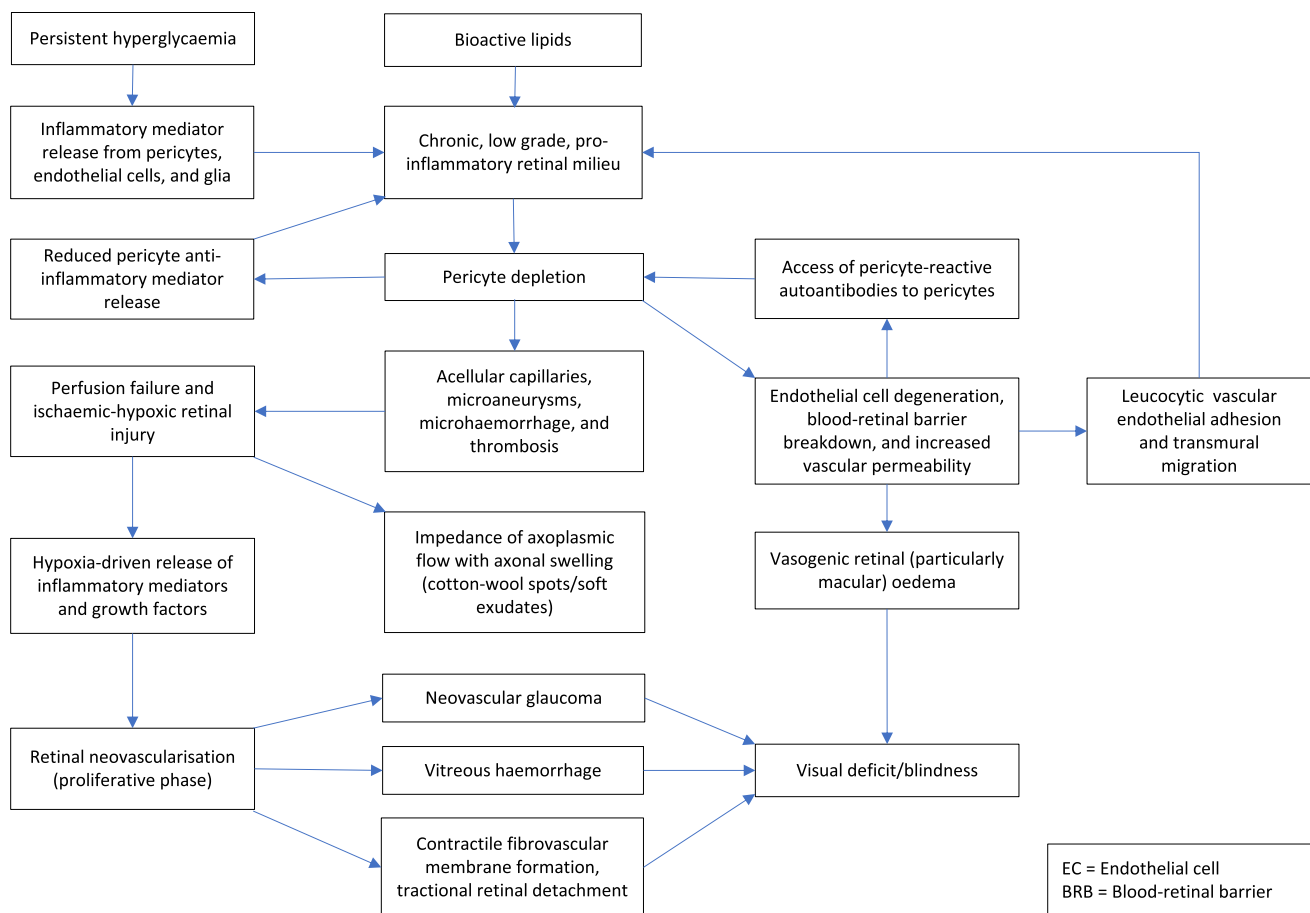 Persistent hyperglycaemia
Bioactive lipids
Inflammatory mediator
release from pericytes,
endothelial cells, and glia
Chronic, low grade, pro-
inflammatory retinal milieu
Reduced pericyte anti-
inflammatory mediator
release
Pericyte depletion
Access of pericyte-reactive
autoantibodies to pericytes
Perfusion failure and
ischaemic-hypoxic retinal
injury
Acellular capillaries,
microaneurysms,
microhaemorrhage, and
thrombosis
Endothelial cell degeneration,
blood-retinal barrier
breakdown, and increased
vascular permeability
Leucocytic vascular
endothelial adhesion
and transmural
migration
Hypoxia-driven release of
inflammatory mediators
and growth factors
Impedance of axoplasmic
flow with axonal swelling
(cotton-wool spots/soft
exudates)
Vasogenic retinal (particularly
macular) oedema
Retinal neovascularisation
(proliferative phase)
Neovascular glaucoma
Vitreous haemorrhage
Contractile fibrovascular
membrane formation,
tractional retinal detachment
Visual deficit/blindness
EC = Endothelial cell
BRB = Blood-retinal barrier